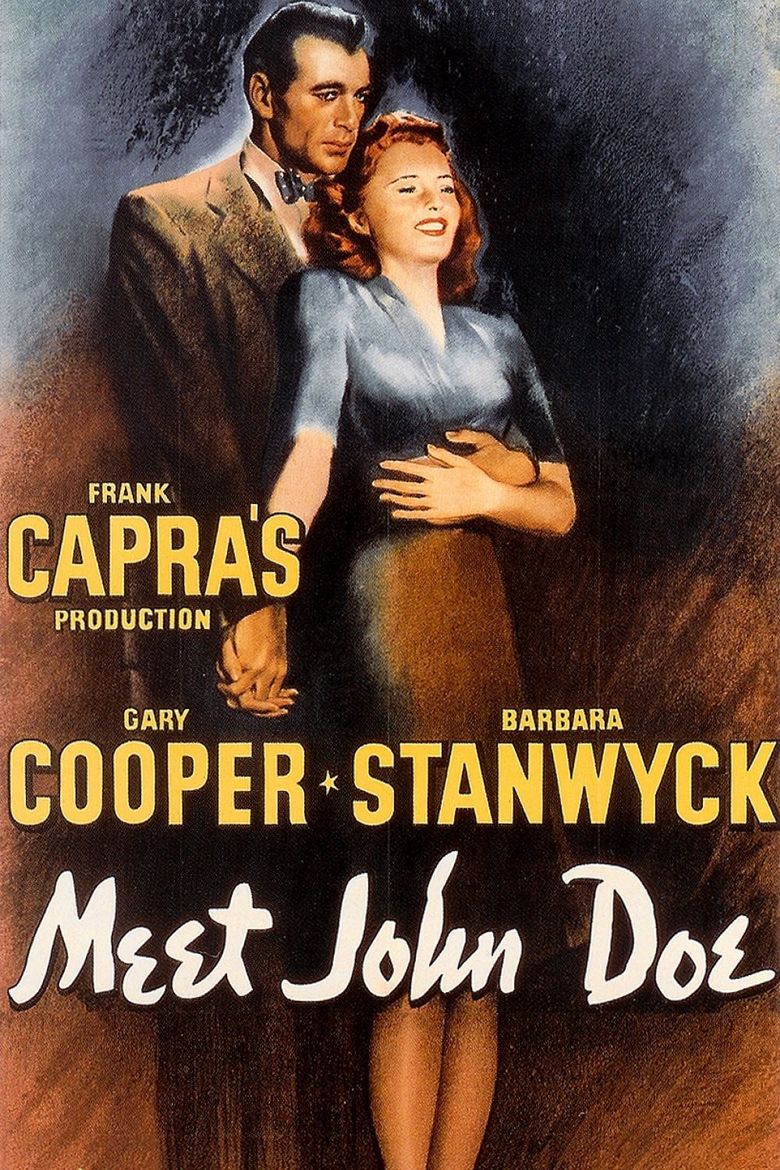 FRANK
CAPRA'S
PRODUCTION
GARY
BARBARA
COOPER ★ STANWYCK
Meet John Doe